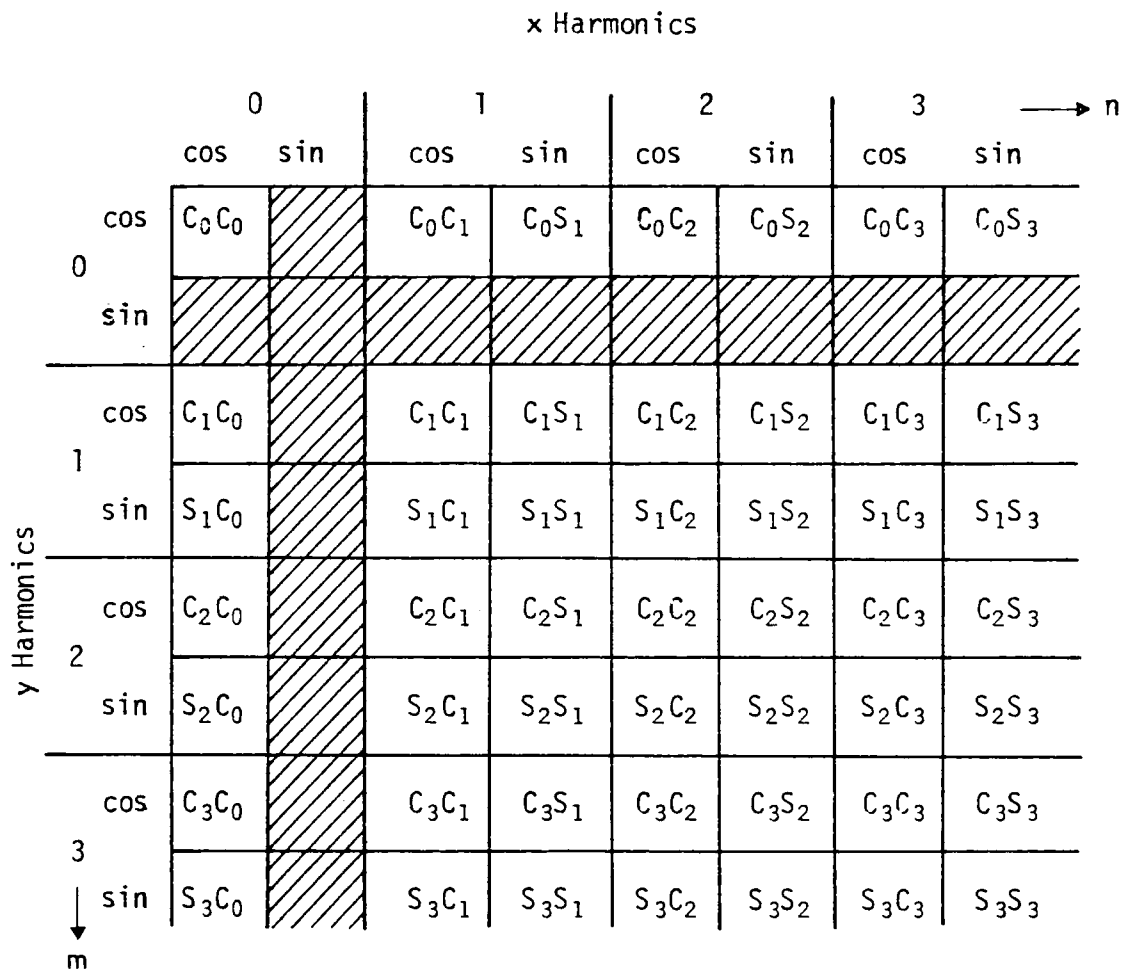 x Harmonics
0 1 2 3 → n
cos sin cos sin cos sin cos sin
cos C₀C₀ C₀C₁ C₀S₁ C₀C₂ C₀S₂ C₀C₃ C₀S₃
0
sin
cos C₁C₀ C₁C₁ C₁S₁ C₁C₂ C₁S₂ C₁C₃ C₁S₃
1
sin S₁C₀ S₁C₁ S₁S₁ S₁C₂ S₁S₂ S₁C₃ S₁S₃
y Harmonics
cos C₂C₀ C₂C₁ C₂S₁ C₂C₂ C₂S₂ C₂C₃ C₂S₃
2
sin S₂C₀ S₂C₁ S₂S₁ S₂C₂ S₂S₂ S₂C₃ S₂S₃
cos C₃C₀ C₃C₁ C₃S₁ C₃C₂ C₃S₂ C₃C₃ C₃S₃
3
sin S₃C₀ S₃C₁ S₃S₁ S₃C₂ S₃S₂ S₃C₃ S₃S₃
↓
m